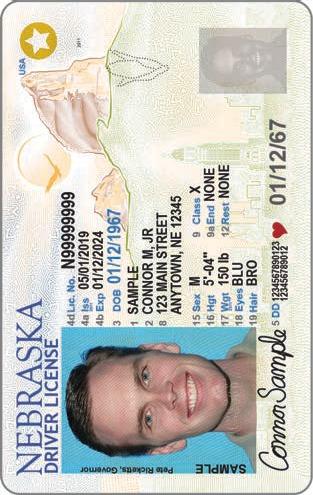 NEBRASKA
USA
DRIVER LICENSE
4d Lic. No. N99999999
4a Iss 05/01/2019
4b Exp 01/12/2024
3 DOB 01/12/1967
1 SAMPLE
2 CONNOR M, JR
8 123 MAIN STREET
ANYTOWN, NE 12345
15 Sex M 9 Class X
16 Hgt 5'-04" 9a End NONE
17 Wgt 150 lb 12 Rest NONE
18 Eyes BLU
19 Hair BRO
Pete Ricketts, Governor
SAMPLE
Connor Sample
5 DD 1234567890123
123456789012
01/12/67